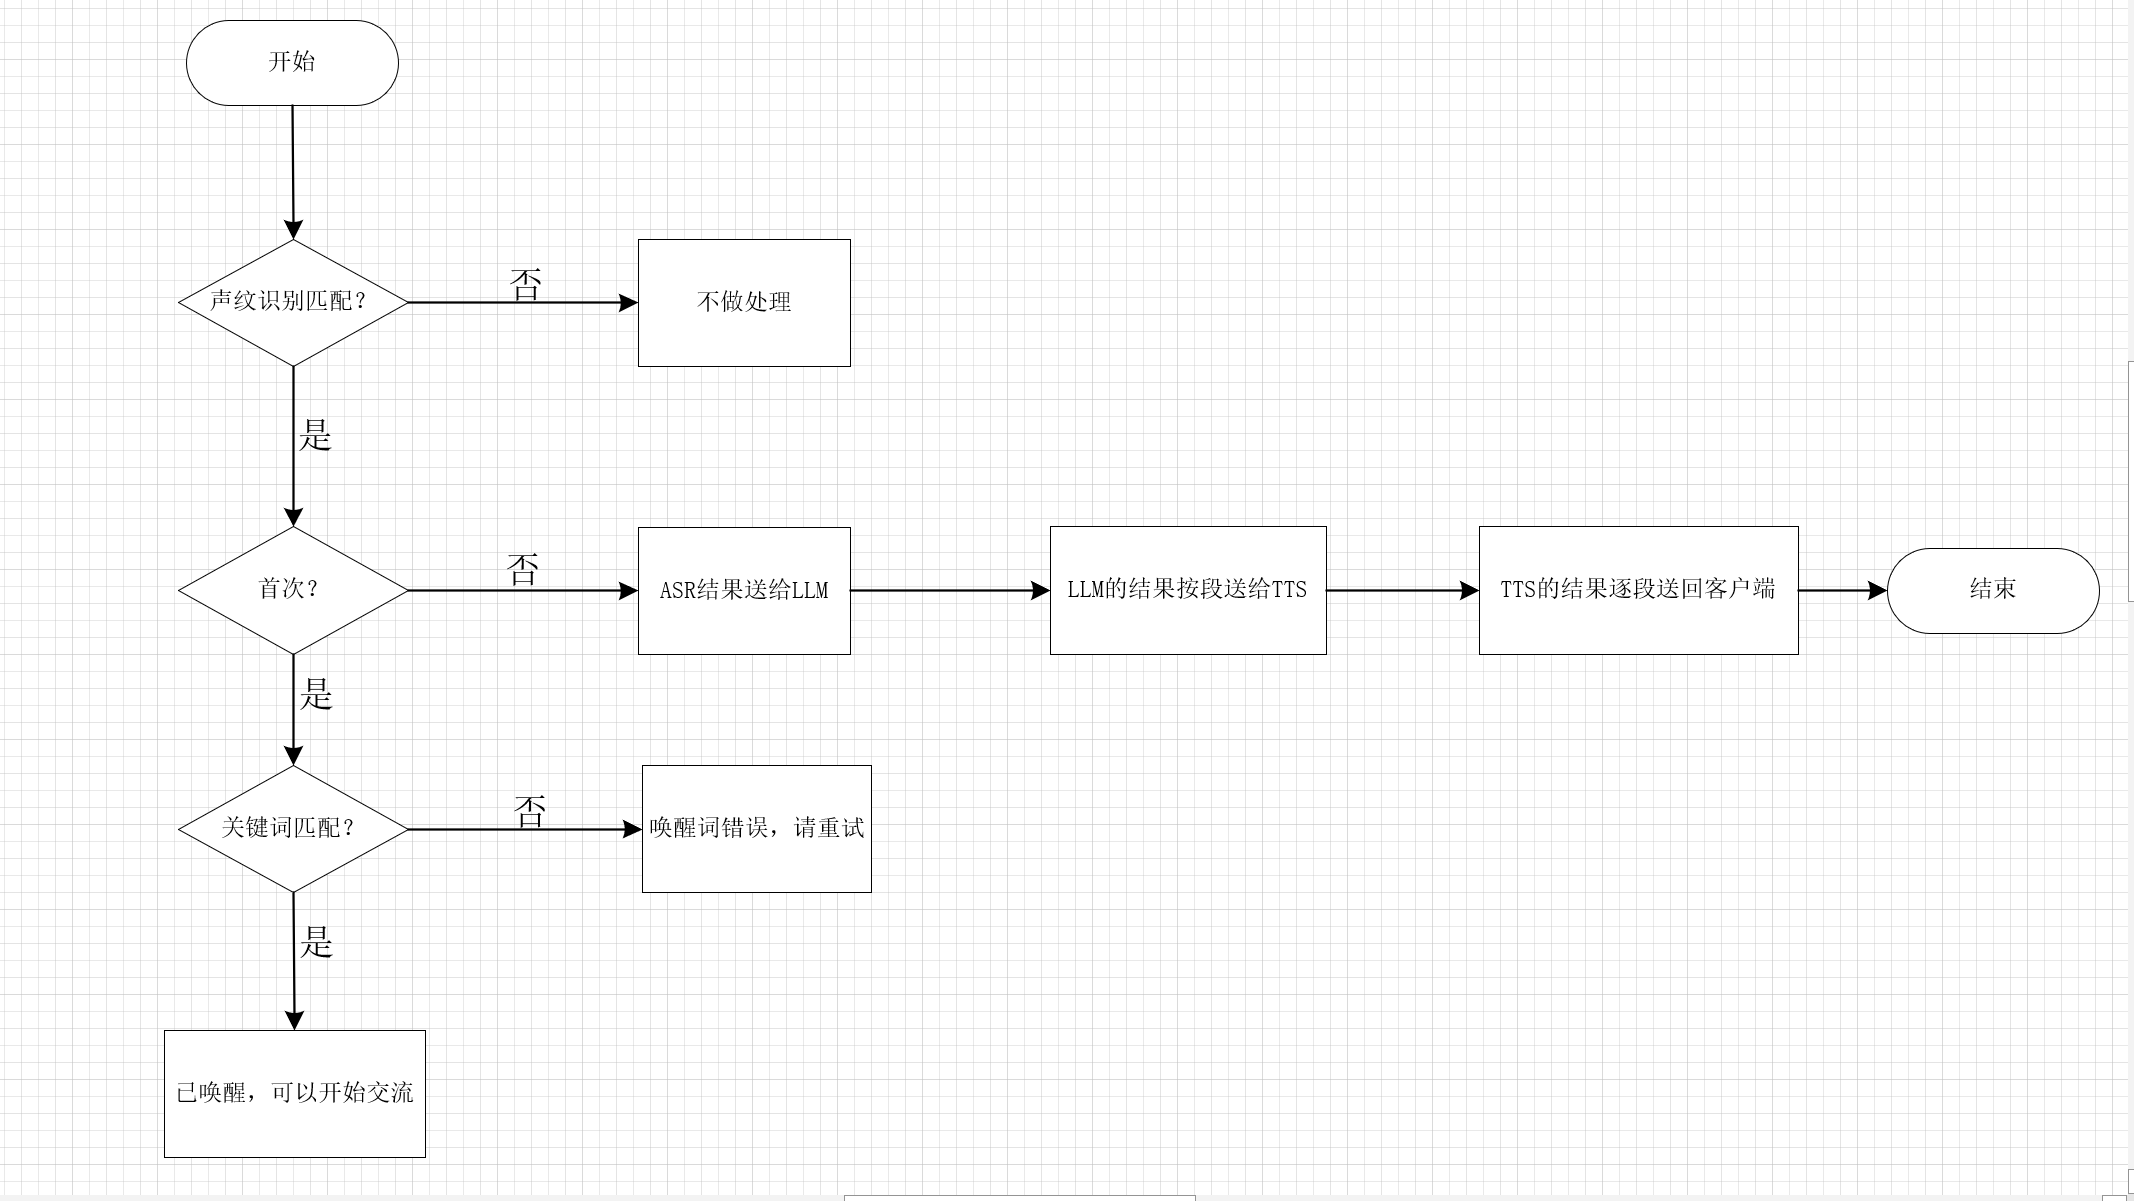 开始
声纹识别匹配?
否
不做处理
是
首次?
否
ASR结果送给LLM
LLM的结果按段送给TTS
TTS的结果逐段送回客户端
结束
是
关键词匹配?
否
唤醒词错误，请重试
是
已唤醒，可以开始交流